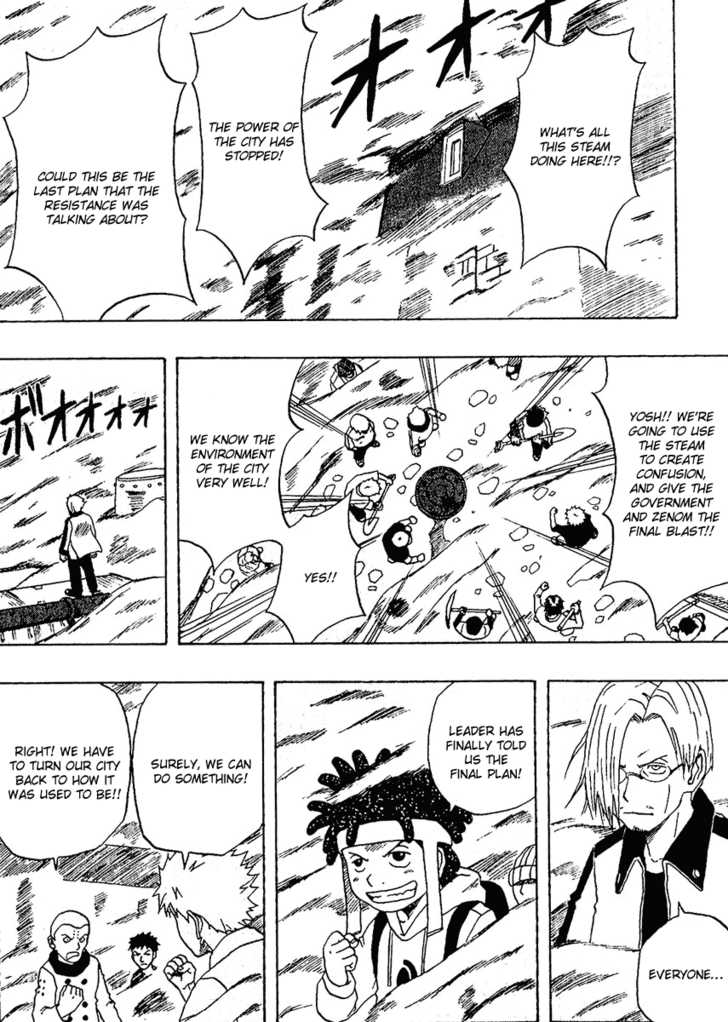 WHAT'S ALL
THIS STEAM
DOING HERE!!?
THE POWER OF
THE CITY HAS
STOPPED!
COULD THIS BE THE
LAST PLAN THAT THE
RESISTANCE WAS
TALKING ABOUT?
オオオ
YOSH!! WE'RE
GOING TO USE
THE STEAM
TO CREATE
CONFUSION,
AND GIVE THE
GOVERNMENT
AND ZENOM THE
FINAL BLAST!!
WE KNOW THE
ENVIRONMENT
OF THE CITY
VERY WELL!
YES!!
ボオオオオ
EVERYONE...
LEADER HAS
FINALLY TOLD
US THE
FINAL PLAN!
SURELY, WE CAN
DO SOMETHING!
RIGHT! WE HAVE
TO TURN OUR CITY
BACK TO HOW IT
WAS USED TO BE!!